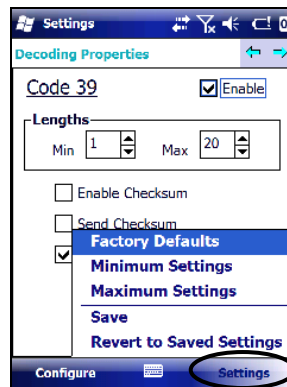 Settings
Decoding Properties
Code 39
Enable
Lengths
Min 1 Max 20
Enable Checksum
Send Checksum
Factory Defaults
Minimum Settings
Maximum Settings
Save
Revert to Saved Settings
Configure Settings